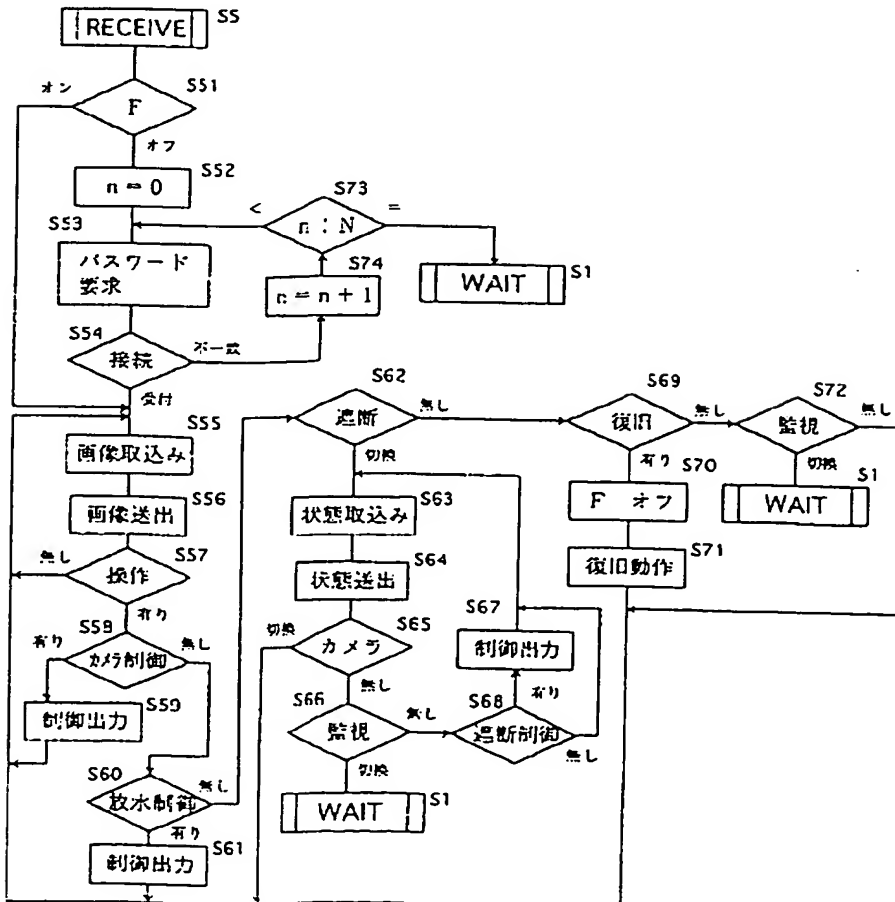 RECEIVE S5
S51
オン F
オフ
S52
n = 0
S53
パスワード
要求
S54
接続 不一致
受付
< n : N =
S73
S74
n = n + 1
WAIT S1
S55
画像取込み
S56
画像送出
S57
無し 操作
有り
S58
有り カメラ制御 無し
S59
制御出力
S60
放水制御 無し
有り
S61
制御出力
S62
遮断 無し
切換
S63
状態取込み
S64
状態送出
S65
切換 カメラ
無し
S66
監視 無し
切換
WAIT S1
S67
制御出力
有り
S68
遮断制御
無し
S69
復旧 無し
有り
S70
F オフ
S71
復旧動作
S72
監視 無し
切換
WAIT S1